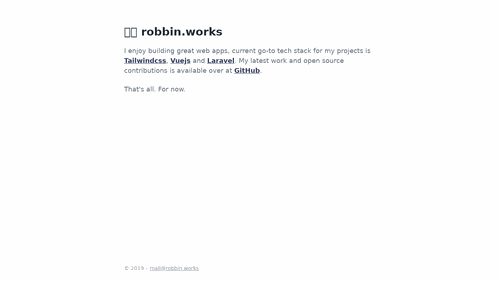 robbin.works
I enjoy building great web apps, current go-to tech stack for my projects is
Tailwindcss, Vuejs and Laravel. My latest work and open source
contributions is available over at GitHub.
That's all. For now.
© 2019 - mail@robbin.works